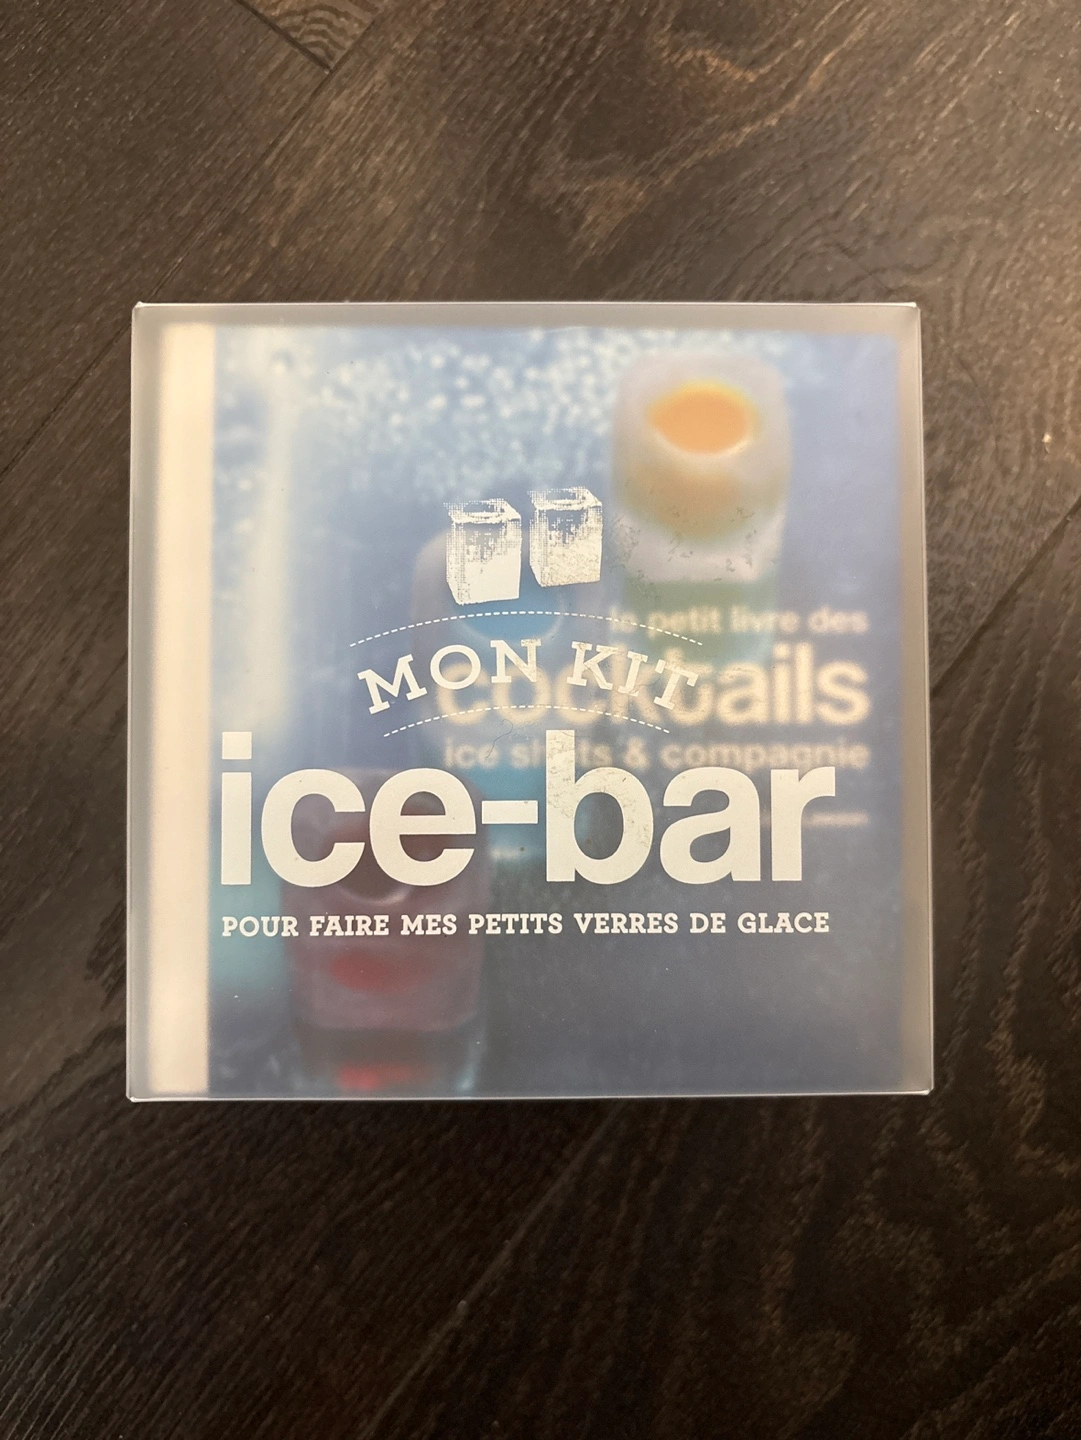 MON KIT
ice-bar
POUR FAIRE MES PETITS VERRES DE GLACE
le petit livre des
cocktails
ice shots & compagnie